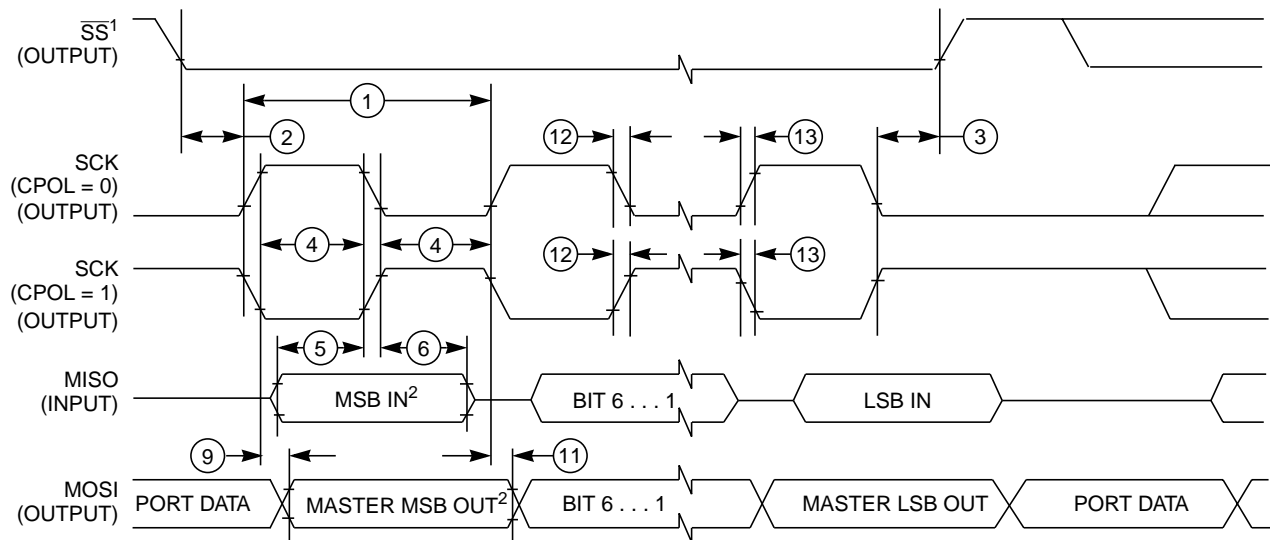 SS¹
(OUTPUT)
1
2
12
13
3
SCK
(CPOL = 0)
(OUTPUT)
4
4
SCK
(CPOL = 1)
(OUTPUT)
12
13
5
6
MISO
(INPUT)
MSB IN²
BIT 6 . . . 1
LSB IN
9
11
MOSI
(OUTPUT)
PORT DATA
MASTER MSB OUT²
BIT 6 . . . 1
MASTER LSB OUT
PORT DATA